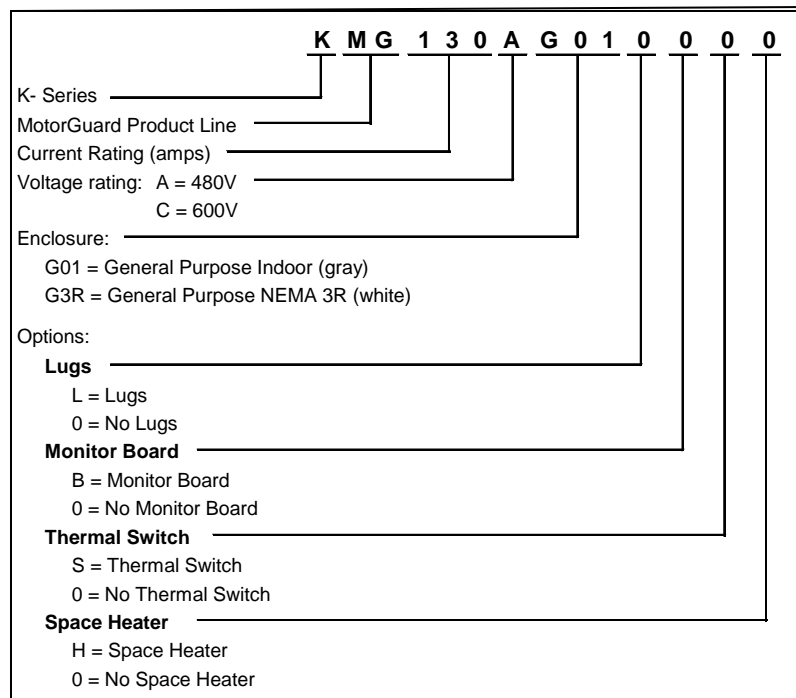 K M G 1 3 0 A G 0 1 0 0 0 0
K- Series
MotorGuard Product Line
Current Rating (amps)
Voltage rating: A = 480V
C = 600V
Enclosure:
G01 = General Purpose Indoor (gray)
G3R = General Purpose NEMA 3R (white)
Options:
Lugs
L = Lugs
0 = No Lugs
Monitor Board
B = Monitor Board
0 = No Monitor Board
Thermal Switch
S = Thermal Switch
0 = No Thermal Switch
Space Heater
H = Space Heater
0 = No Space Heater